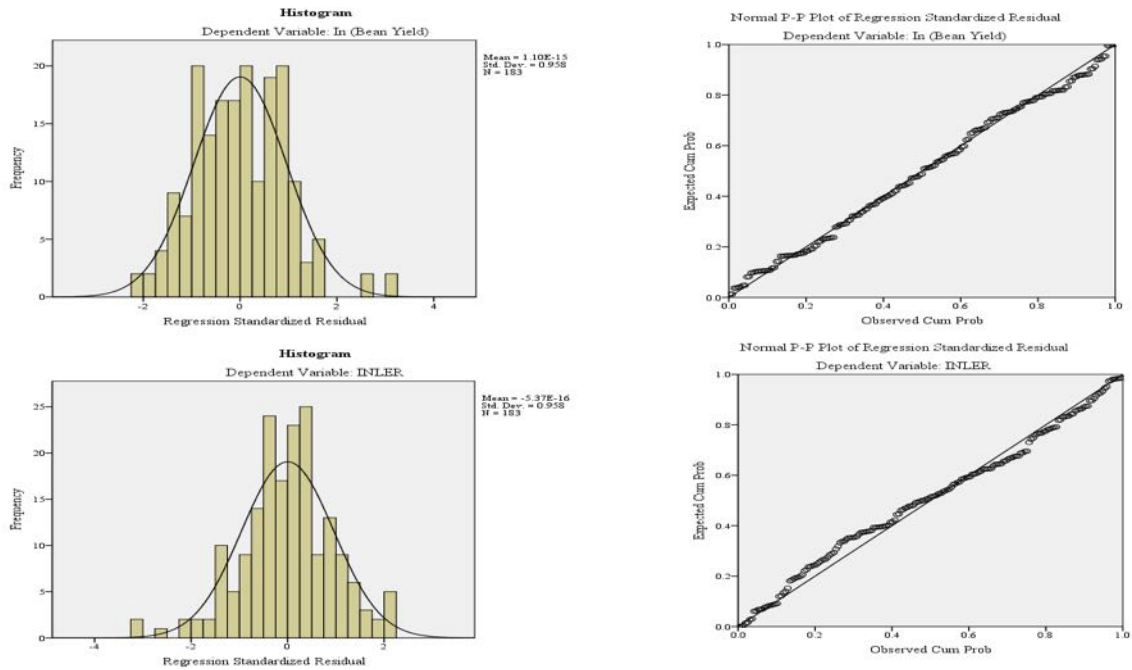 Histogram
Dependent Variable: In (Bean Yield)
Mean = 1.10E-15
Std. Dev. = 0.958
N = 183
20
15
10
5
0
Frequency
-2
0
2
4
Regression Standardized Residual
Normal P-P Plot of Regression Standardized Residual
Dependent Variable: In (Bean Yield)
1.0
0.8
0.6
0.4
0.2
0.0
Expected Cum Prob
0.0
0.2
0.4
0.6
0.8
1.0
Observed Cum Prob
Histogram
Dependent Variable: INLER
Mean = -5.37E-16
Std. Dev. = 0.958
N = 183
25
20
15
10
5
0
Frequency
-4
-2
0
2
Regression Standardized Residual
Normal P-P Plot of Regression Standardized Residual
Dependent Variable: INLER
1.0
0.8
0.6
0.4
0.2
0.0
Expected Cum Prob
0.0
0.2
0.4
0.6
0.8
1.0
Observed Cum Prob